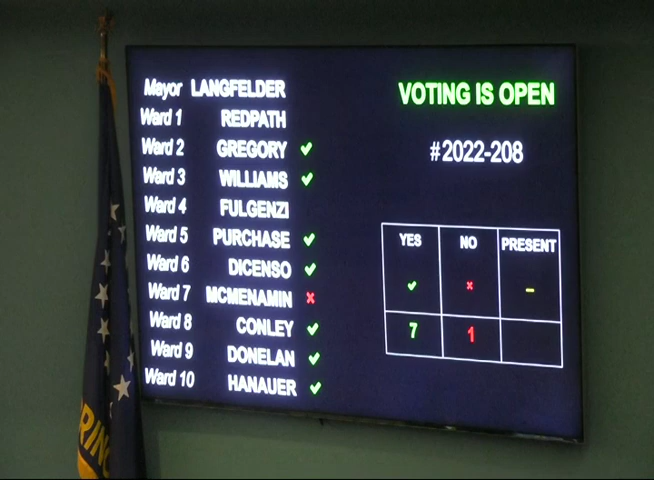 Mayor LANGFELDER
Ward 1 REDPATH
Ward 2 GREGORY ✓
Ward 3 WILLIAMS ✓
Ward 4 FULGENZI
Ward 5 PURCHASE ✓
Ward 6 DICENSO ✓
Ward 7 MCMENAMIN ×
Ward 8 CONLEY ✓
Ward 9 DONELAN ✓
Ward 10 HANAUER ✓
VOTING IS OPEN
#2022-208
YES NO PRESENT
✓ × –
7 1
RING